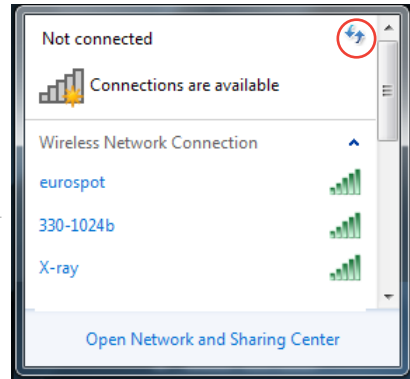 Not connected
Connections are available
Wireless Network Connection
eurospot
330-1024b
X-ray
Open Network and Sharing Center